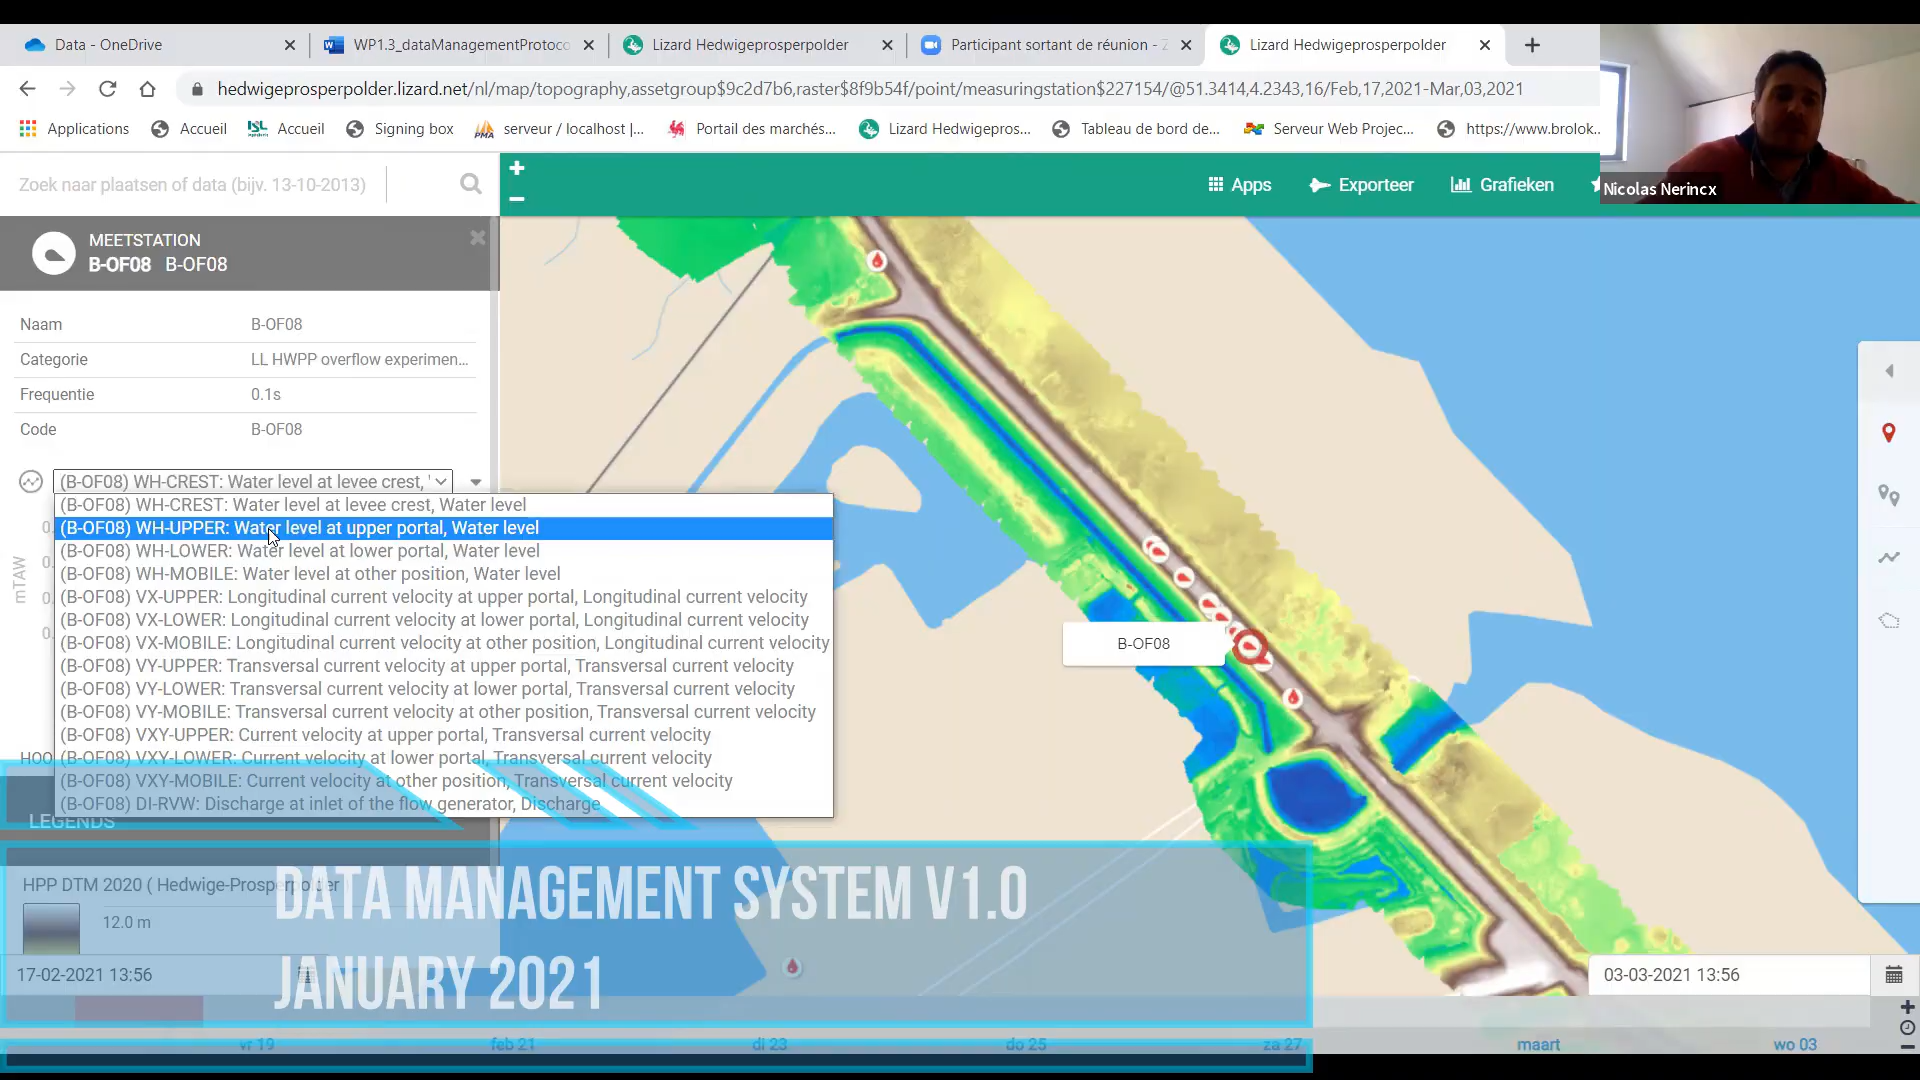 Data - OneDrive
WP1.3_dataManagementProtoco
Lizard Hedwigeprosperpolder
Participant sortant de réunion -
Lizard Hedwigeprosperpolder
hedwigeprosperpolder.lizard.net/nl/map/topography,assetgroup$9c2d7b6,raster$8f9b54f/point/measuringstation$227154/@51.3414,4.2343,16/Feb,17,2021-Mar,03,2021
Applications
Accueil
Accueil
Signing box
serveur / localhost |...
Portail des marchés...
Lizard Hedwigepros...
Tableau de bord de...
Serveur Web Projec...
https://www.brolok...
Nicolas Nerincx
Zoek naar plaatsen of data (bijv. 13-10-2013)
Apps
Exporteer
Grafieken
MEETSTATION
B-OF08 B-OF08
Naam B-OF08
Categorie LL HWPP overflow experimen...
Frequentie 0.1s
Code B-OF08
(B-OF08) WH-CREST: Water level at levee crest,
(B-OF08) WH-CREST: Water level at levee crest, Water level
(B-OF08) WH-UPPER: Water level at upper portal, Water level
(B-OF08) WH-LOWER: Water level at lower portal, Water level
(B-OF08) WH-MOBILE: Water level at other position, Water level
(B-OF08) VX-UPPER: Longitudinal current velocity at upper portal, Longitudinal current velocity
(B-OF08) VX-LOWER: Longitudinal current velocity at lower portal, Longitudinal current velocity
(B-OF08) VX-MOBILE: Longitudinal current velocity at other position, Longitudinal current velocity
(B-OF08) VY-UPPER: Transversal current velocity at upper portal, Transversal current velocity
(B-OF08) VY-LOWER: Transversal current velocity at lower portal, Transversal current velocity
(B-OF08) VY-MOBILE: Transversal current velocity at other position, Transversal current velocity
(B-OF08) VXY-UPPER: Current velocity at upper portal, Transversal current velocity
(B-OF08) VXY-LOWER: Current velocity at lower portal, Transversal current velocity
(B-OF08) VXY-MOBILE: Current velocity at other position, Transversal current velocity
(B-OF08) DI-RVW: Discharge at inlet of the flow generator, Discharge
mTAW
B-OF08
LEGENDS
HPP DTM 2020 ( Hedwige-Prosperpolder
12.0 m
DATA MANAGEMENT SYSTEM V1.0
JANUARY 2021
17-02-2021 13:56
03-03-2021 13:56
vr 19
feb 21
di 23
do 25
za 27
maart
wo 03